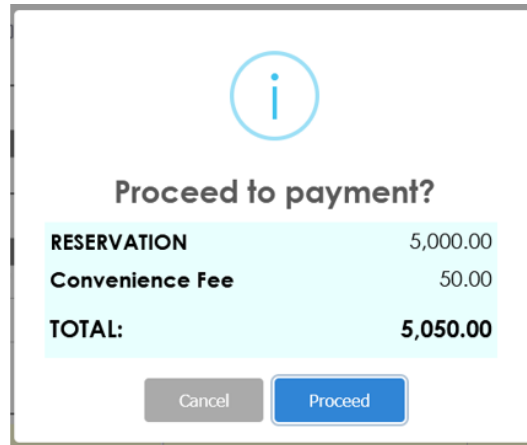 Proceed to payment?
RESERVATION 5,000.00
Convenience Fee 50.00
TOTAL: 5,050.00
Cancel Proceed